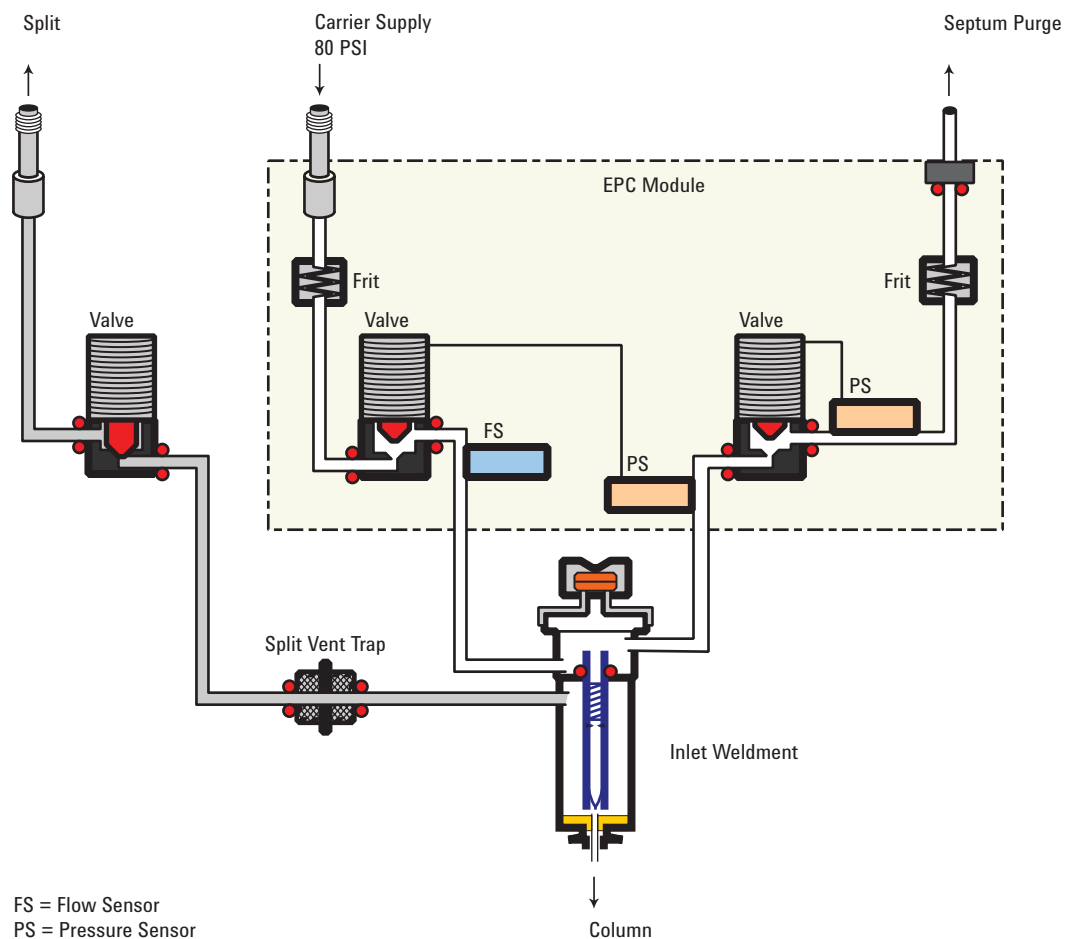 Split
Carrier Supply
80 PSI
Septum Purge
EPC Module
Frit
Frit
Valve
Valve
Valve
PS
FS
PS
Split Vent Trap
Inlet Weldment
FS = Flow Sensor
PS = Pressure Sensor
Column